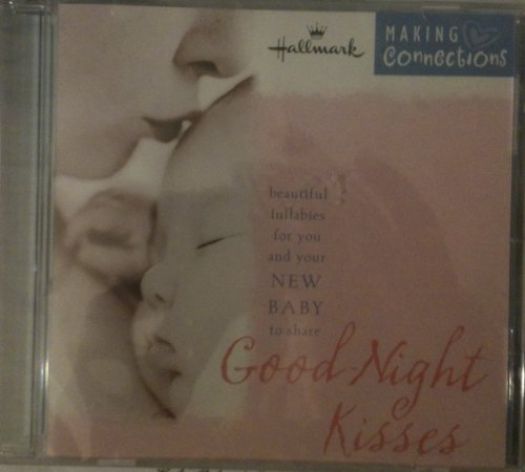 Hallmark
MAKING
Connections
beautiful
lullabies
for you
and your
NEW
BABY
to share
Good-Night
Kisses